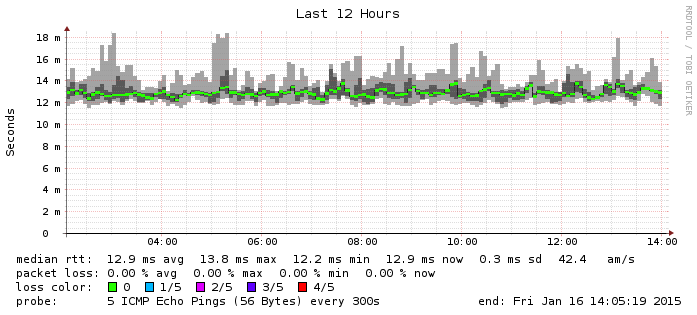 Last 12 Hours
RRDTOOL / TOBI OETIKER
Seconds
18 m
16 m
14 m
12 m
10 m
8 m
6 m
4 m
2 m
0
04:00 06:00 08:00 10:00 12:00 14:00
median rtt: 12.9 ms avg 13.8 ms max 12.2 ms min 12.9 ms now 0.3 ms sd 42.4 am/s
packet loss: 0.00 % avg 0.00 % max 0.00 % min 0.00 % now
loss color: 0 1/5 2/5 3/5 4/5
probe: 5 ICMP Echo Pings (56 Bytes) every 300s end: Fri Jan 16 14:05:19 2015